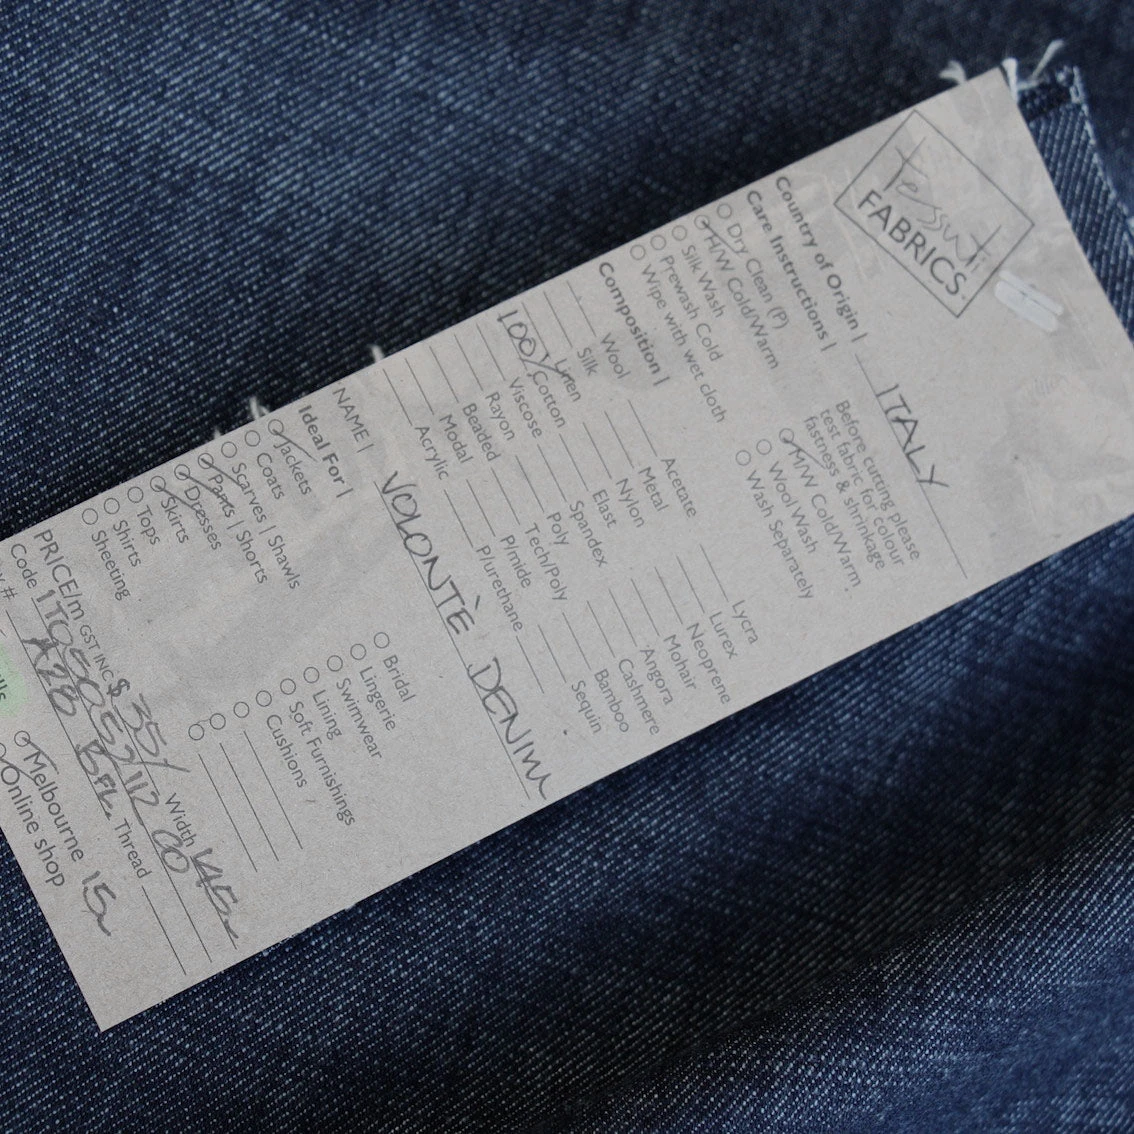 tessuti
FABRICS
Country of Origin | ITALY
Care Instructions | Before cutting please
test fabric for colour
fastness & shrinkage
Dry Clean (P) M/W Cold/Warm
H/W Cold/Warm Wool Wash
Silk Wash Wash Separately
Prewash Cold
Wipe with wet cloth
Composition |
Wool Acetate Lycra
Silk Metal Lurex
Linen Nylon Neoprene
100% Cotton Elast Mohair
Viscose Spandex Angora
Rayon Poly Cashmere
Beaded Tech/Poly Bamboo
Modal P/mide Sequin
Acrylic P/urethane
NAME | VOLONTÈ DENIM
Ideal For |
Jackets Bridal
Coats Lingerie
Scarves | Shawls Swimwear
Pants | Shorts Lining
Dresses Soft Furnishings
Skirts Cushions
Tops
Shirts
Sheeting
PRICE/m GST INC $ 35/ Width 145
Code
#
A28 Thread
Melbourne 15
Online shop